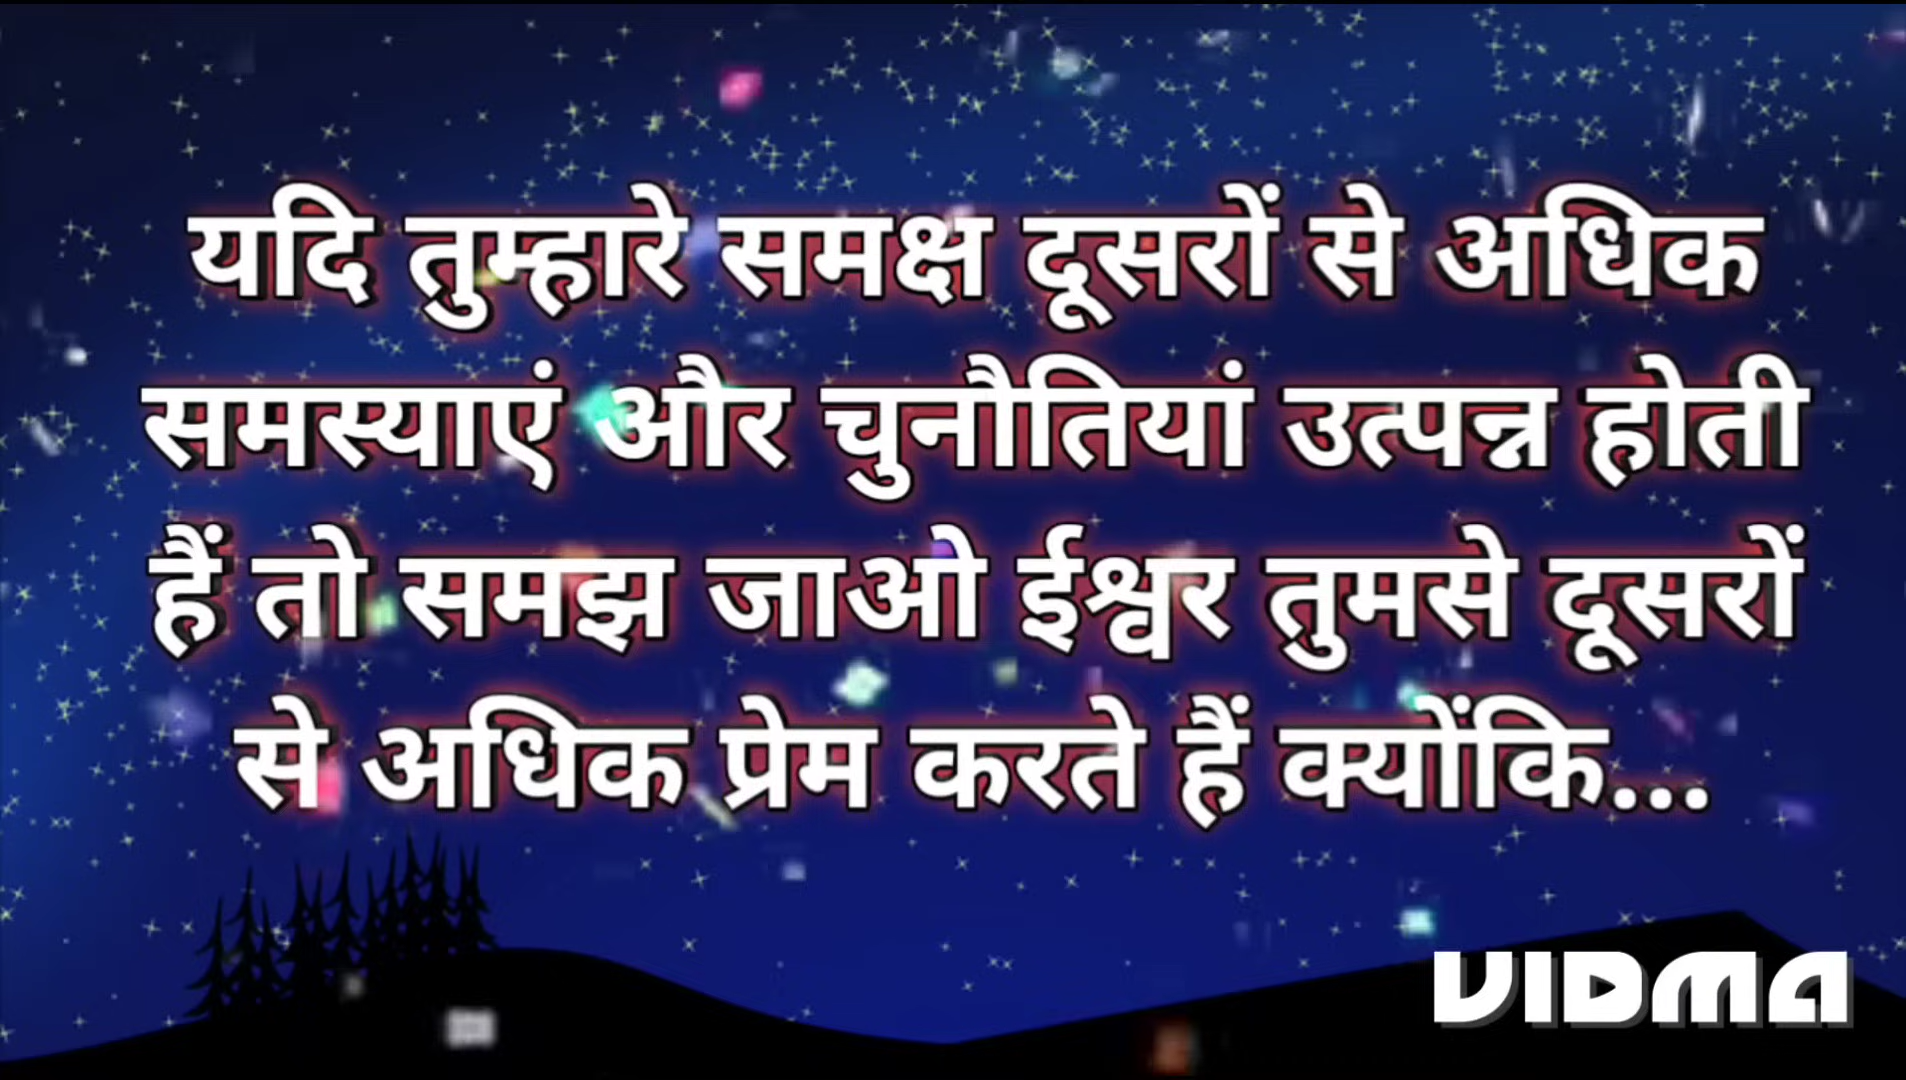 यदि तुम्हारे समक्ष दूसरों से अधिक
समस्याएं और चुनौतियां उत्पन्न होती
हैं तो समझ जाओ ईश्वर तुमसे दूसरों
से अधिक प्रेम करते हैं क्योंकि...
VIDMA